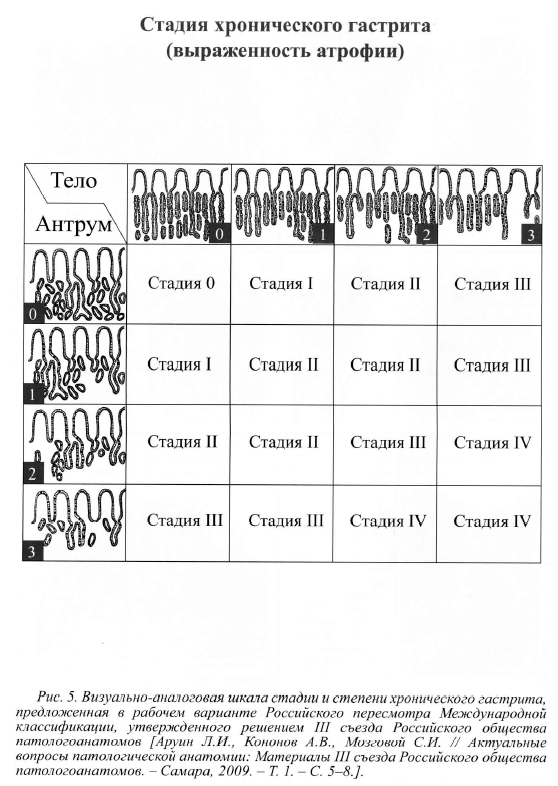 Стадия хронического гастрита
(выраженность атрофии)
Тело
Антрум
0
1
2
3
0
Стадия 0
Стадия I
Стадия II
Стадия III
1
Стадия I
Стадия II
Стадия II
Стадия III
2
Стадия II
Стадия II
Стадия III
Стадия IV
3
Стадия III
Стадия III
Стадия IV
Стадия IV
Рис. 5. Визуально-аналоговая шкала стадии и степени хронического гастрита,
предложенная в рабочем варианте Российского пересмотра Международной
классификации, утвержденного решением III съезда Российского общества
патологоанатомов [Аруин Л.И., Кононов А.В., Мозговой С.И. // Актуальные
вопросы патологической анатомии: Материалы III съезда Российского общества
патологоанатомов. – Самара, 2009. – Т. 1. – С. 5–8.].